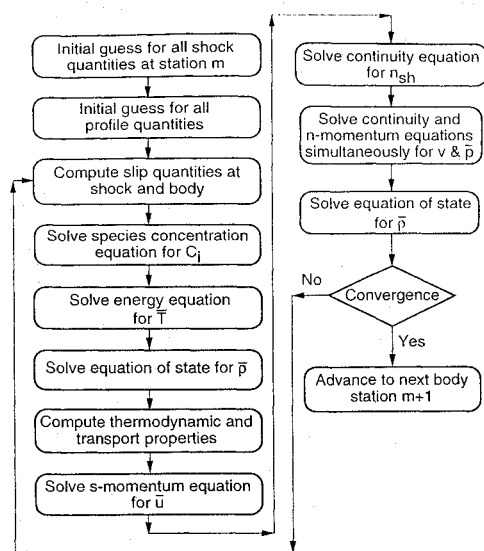 Initial guess for all shock
quantities at station m
Initial guess for all
profile quantities
Compute slip quantities at
shock and body
Solve species concentration
equation for Cᵢ
Solve energy equation
for T̿
Solve equation of state for ρ̄
Compute thermodynamic and
transport properties
Solve s-momentum equation
for ū
Solve continuity equation
for nsh
Solve continuity and
n-momentum equations
simultaneously for v & p̄
Solve equation of state
for ρ̄
No
Convergence
Yes
Advance to next body
station m+1